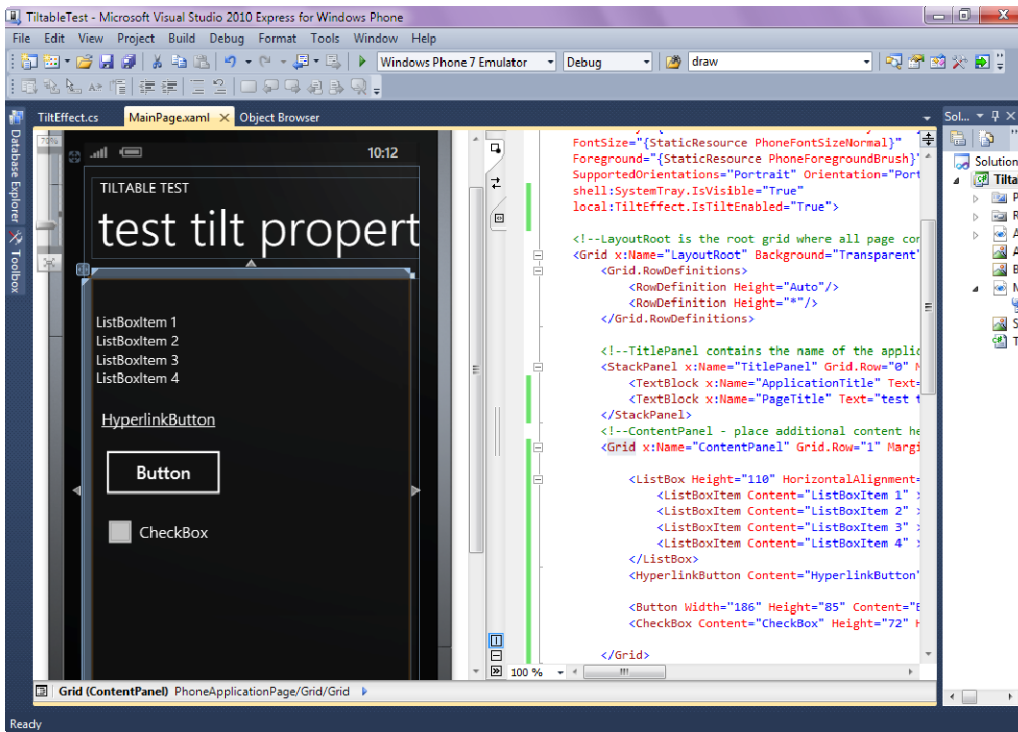 TiltableTest - Microsoft Visual Studio 2010 Express for Windows Phone
File Edit View Project Build Debug Format Tools Window Help
Windows Phone 7 Emulator Debug draw
TiltEffect.cs MainPage.xaml Object Browser
Sol...
Database Explorer
Toolbox
70%
10:12
TILTABLE TEST
test tilt propert
ListBoxItem 1
ListBoxItem 2
ListBoxItem 3
ListBoxItem 4
HyperlinkButton
Button
CheckBox
FontSize="{StaticResource PhoneFontSizeNormal}"
Foreground="{StaticResource PhoneForegroundBrush}"
SupportedOrientations="Portrait" Orientation="Port
shell:SystemTray.IsVisible="True"
local:TiltEffect.IsTiltEnabled="True">
<!--LayoutRoot is the root grid where all page con
<Grid x:Name="LayoutRoot" Background="Transparent"
<Grid.RowDefinitions>
<RowDefinition Height="Auto"/>
<RowDefinition Height="*"/>
</Grid.RowDefinitions>
<!--TitlePanel contains the name of the applic
<StackPanel x:Name="TitlePanel" Grid.Row="0" M
<TextBlock x:Name="ApplicationTitle" Text=
<TextBlock x:Name="PageTitle" Text="test t
</StackPanel>
<!--ContentPanel - place additional content he
<Grid x:Name="ContentPanel" Grid.Row="1" Margi
<ListBox Height="110" HorizontalAlignment=
<ListBoxItem Content="ListBoxItem 1" >
<ListBoxItem Content="ListBoxItem 2" >
<ListBoxItem Content="ListBoxItem 3" >
<ListBoxItem Content="ListBoxItem 4" >
</ListBox>
<HyperlinkButton Content="HyperlinkButton"
<Button Width="186" Height="85" Content="B
<CheckBox Content="CheckBox" Height="72" H
</Grid>
100 %
Solution
Tilta
P
R
A
A
B
M
S
T
Grid (ContentPanel) PhoneApplicationPage/Grid/Grid
Ready